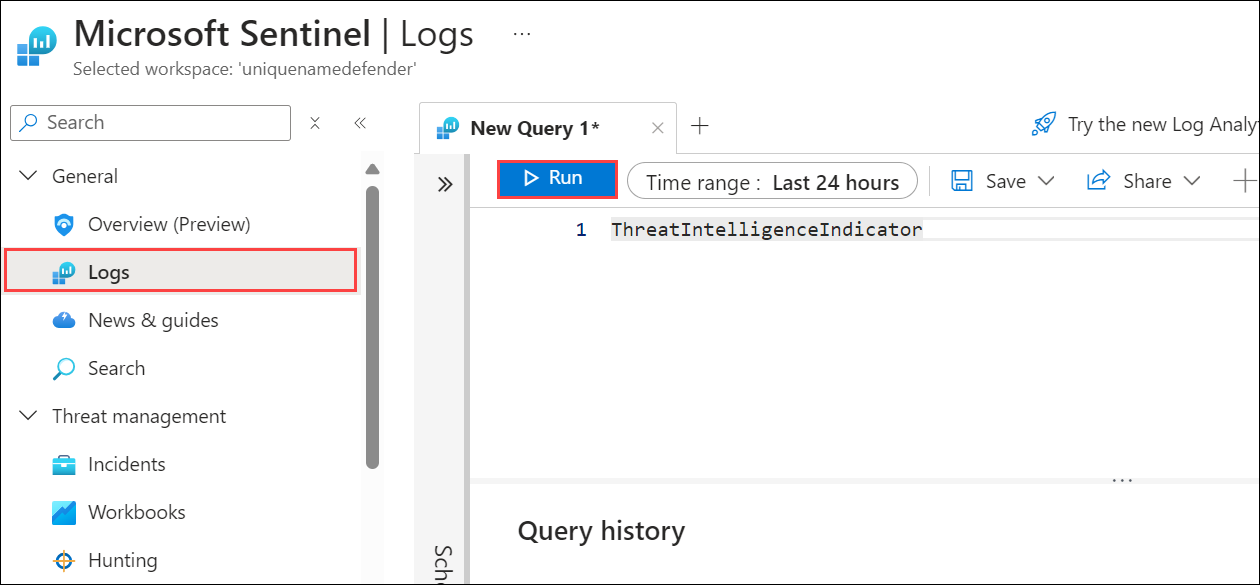 Microsoft Sentinel | Logs ...
Selected workspace: 'uniquenamedefender'
Search
General
Overview (Preview)
Logs
News & guides
Search
Threat management
Incidents
Workbooks
Hunting
New Query 1*
Try the new Log Analy
Run
Time range : Last 24 hours
Save
Share
1 ThreatIntelligenceIndicator
...
Query history
Sche